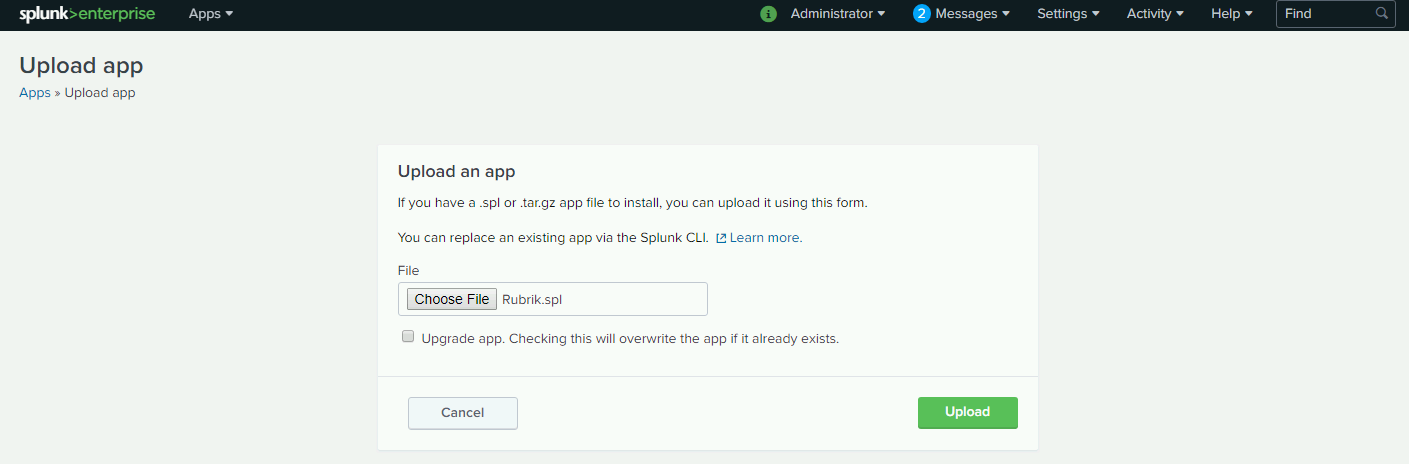 splunk>enterprise Apps Administrator 2 Messages Settings Activity Help Find
Upload app
Apps » Upload app
Upload an app
If you have a .spl or .tar.gz app file to install, you can upload it using this form.
You can replace an existing app via the Splunk CLI. Learn more.
File
Choose File Rubrik.spl
Upgrade app. Checking this will overwrite the app if it already exists.
Cancel Upload